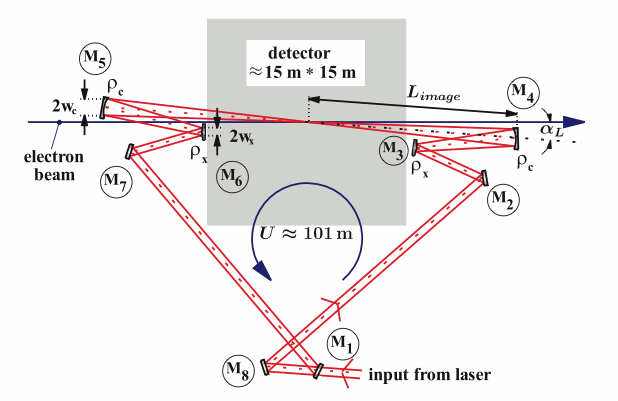 M5
ρc
2wc
detector
≈15 m * 15 m
Limage
M4
αL
electron
beam
M7
ρx
2wx
M6
M3
ρx
ρc
M2
U ≈ 101 m
M1
M8
input from laser